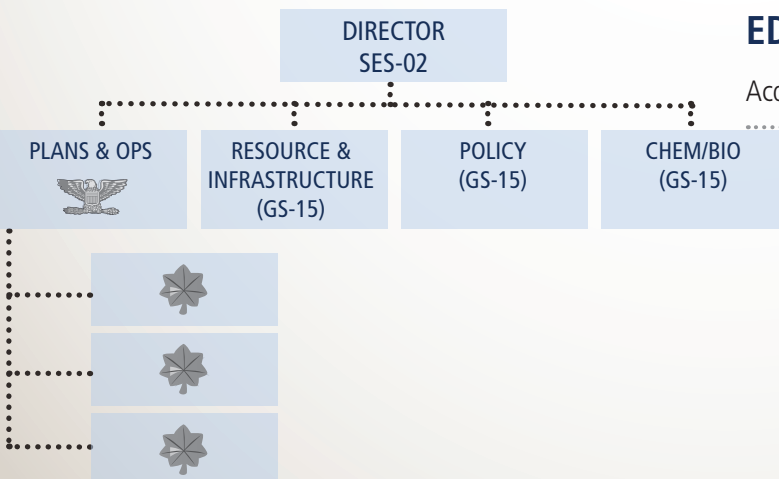 DIRECTOR
SES-02
PLANS & OPS
RESOURCE &
INFRASTRUCTURE
(GS-15)
POLICY
(GS-15)
CHEM/BIO
(GS-15)